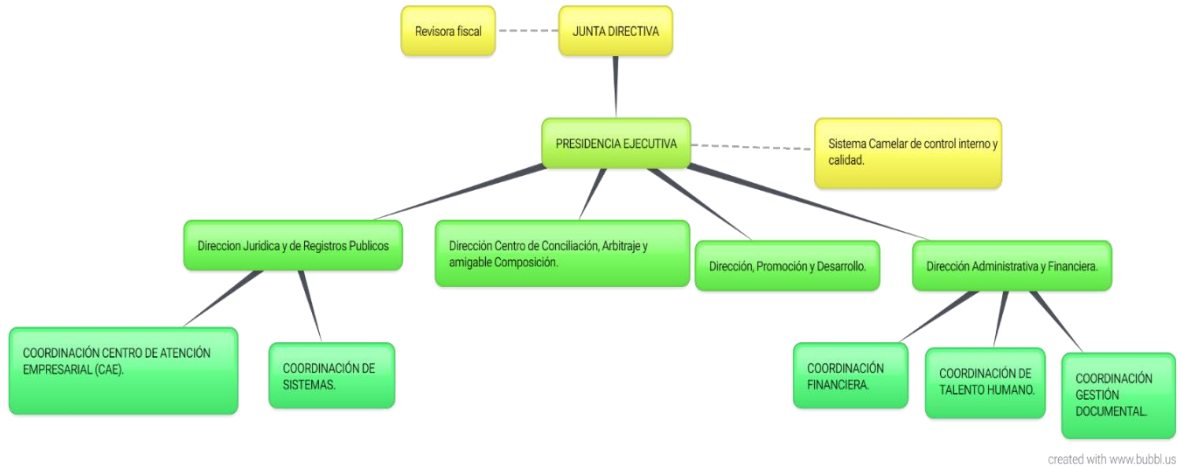 Revisora fiscal
JUNTA DIRECTIVA
PRESIDENCIA EJECUTIVA
Sistema Camelar de control interno y
calidad.
Direccion Juridica y de Registros Publicos
Dirección Centro de Conciliación, Arbitraje y
amigable Composición.
Dirección, Promoción y Desarrollo.
Dirección Administrativa y Financiera.
COORDINACIÓN CENTRO DE ATENCIÓN
EMPRESARIAL (CAE).
COORDINACIÓN DE
SISTEMAS.
COORDINACIÓN
FINANCIERA.
COORDINACIÓN DE
TALENTO HUMANO.
COORDINACIÓN
GESTIÓN
DOCUMENTAL.
created with www.bubbl.us